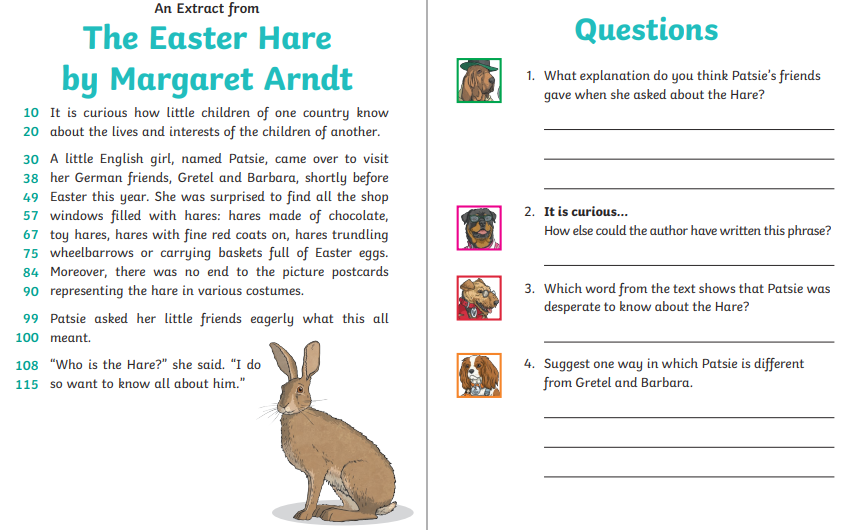 An Extract from
The Easter Hare
by Margaret Arndt
10 It is curious how little children of one country know
20 about the lives and interests of the children of another.
30 A little English girl, named Patsie, came over to visit
38 her German friends, Gretel and Barbara, shortly before
49 Easter this year. She was surprised to find all the shop
57 windows filled with hares: hares made of chocolate,
67 toy hares, hares with fine red coats on, hares trundling
75 wheelbarrows or carrying baskets full of Easter eggs.
84 Moreover, there was no end to the picture postcards
90 representing the hare in various costumes.
99 Patsie asked her little friends eagerly what this all
100 meant.
108 “Who is the Hare?” she said. “I do
115 so want to know all about him.”
Questions
1. What explanation do you think Patsie’s friends
gave when she asked about the Hare?
2. It is curious...
How else could the author have written this phrase?
3. Which word from the text shows that Patsie was
desperate to know about the Hare?
4. Suggest one way in which Patsie is different
from Gretel and Barbara.